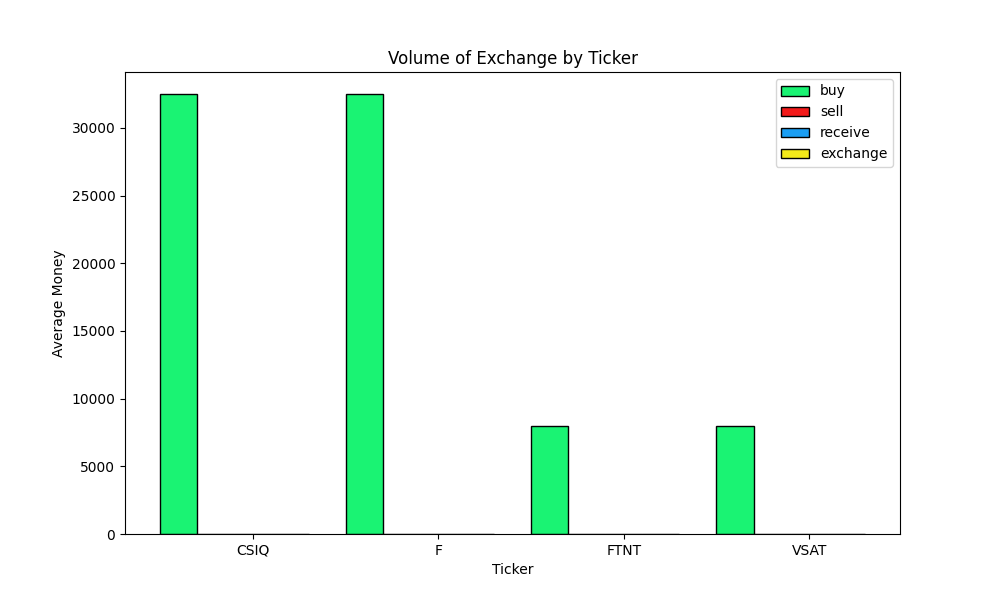 Volume of Exchange by Ticker
buy
sell
receive
exchange
30000
25000
20000
15000
10000
5000
0
Average Money
CSIQ
F
FTNT
VSAT
Ticker